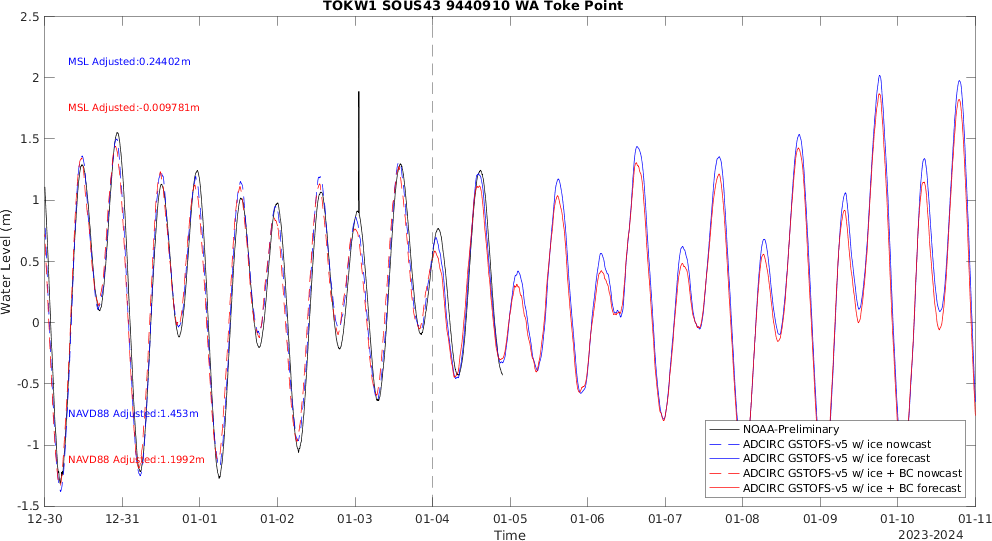 TOKW1 SOUS43 9440910 WA Toke Point
2.5
2
1.5
1
0.5
0
-0.5
-1
-1.5
Water Level (m)
MSL Adjusted:0.24402m
MSL Adjusted:-0.009781m
NAVD88 Adjusted:1.453m
NAVD88 Adjusted:1.1992m
NOAA-Preliminary
ADCIRC GSTOFS-v5 w/ ice nowcast
ADCIRC GSTOFS-v5 w/ ice forecast
ADCIRC GSTOFS-v5 w/ ice + BC nowcast
ADCIRC GSTOFS-v5 w/ ice + BC forecast
12-30 12-31 01-01 01-02 01-03 01-04 01-05 01-06 01-07 01-08 01-09 01-10 01-11
Time
2023-2024